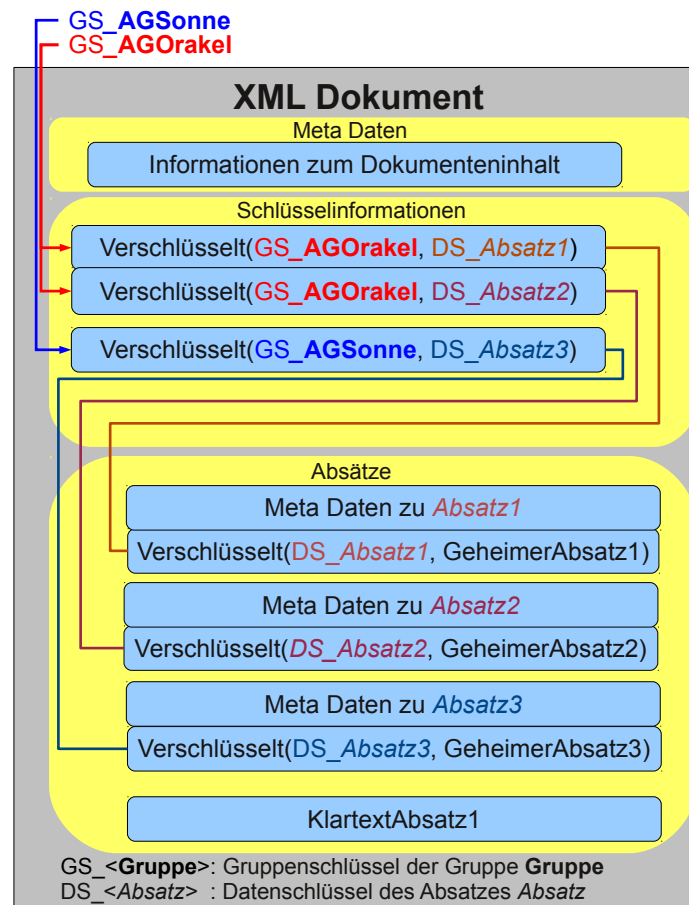 GS_AGSonne
GS_AGOrakel
XML Dokument
Meta Daten
Informationen zum Dokumenteninhalt
Schlüsselinformationen
Verschlüsselt(GS_AGOrakel, DS_Absatz1)
Verschlüsselt(GS_AGOrakel, DS_Absatz2)
Verschlüsselt(GS_AGSonne, DS_Absatz3)
Absätze
Meta Daten zu Absatz1
Verschlüsselt(DS_Absatz1, GeheimerAbsatz1)
Meta Daten zu Absatz2
Verschlüsselt(DS_Absatz2, GeheimerAbsatz2)
Meta Daten zu Absatz3
Verschlüsselt(DS_Absatz3, GeheimerAbsatz3)
KlartextAbsatz1
GS_<Gruppe>: Gruppenschlüssel der Gruppe Gruppe
DS_<Absatz> : Datenschlüssel des Absatzes Absatz